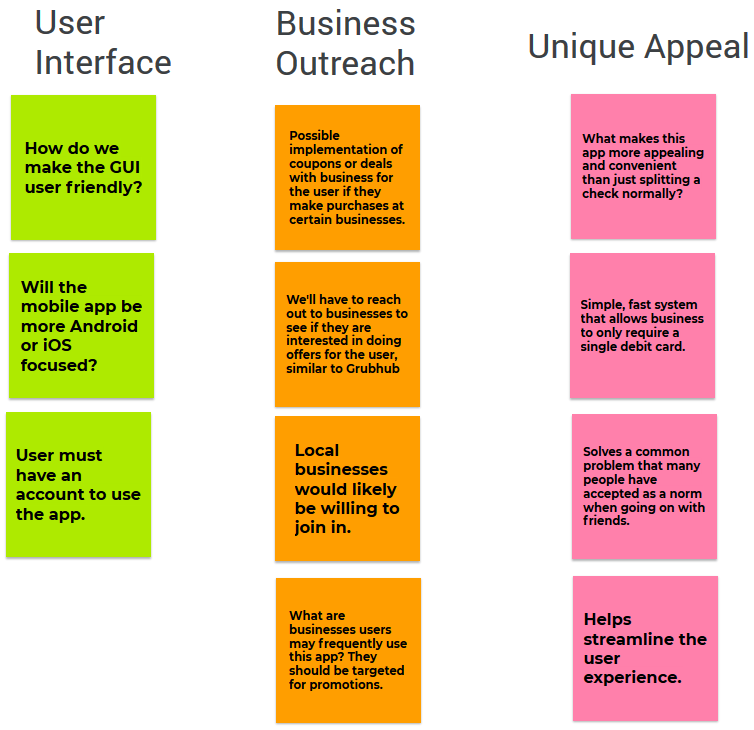 User
Interface
How do we
make the GUI
user friendly?
Will the
mobile app be
more Android
or iOS
focused?
User must
have an
account to use
the app.
Business
Outreach
Possible
implementation of
coupons or deals
with business for
the user if they
make purchases at
certain businesses.
We'll have to reach
out to businesses to
see if they are
interested in doing
offers for the user,
similar to Grubhub
Local
businesses
would likely
be willing to
join in.
What are
businesses users
may frequently use
this app? They
should be targeted
for promotions.
Unique Appeal
What makes this
app more appealing
and convenient
than just splitting a
check normally?
Simple, fast system
that allows business
to only require a
single debit card.
Solves a common
problem that many
people have
accepted as a norm
when going on with
friends.
Helps
streamline the
user
experience.